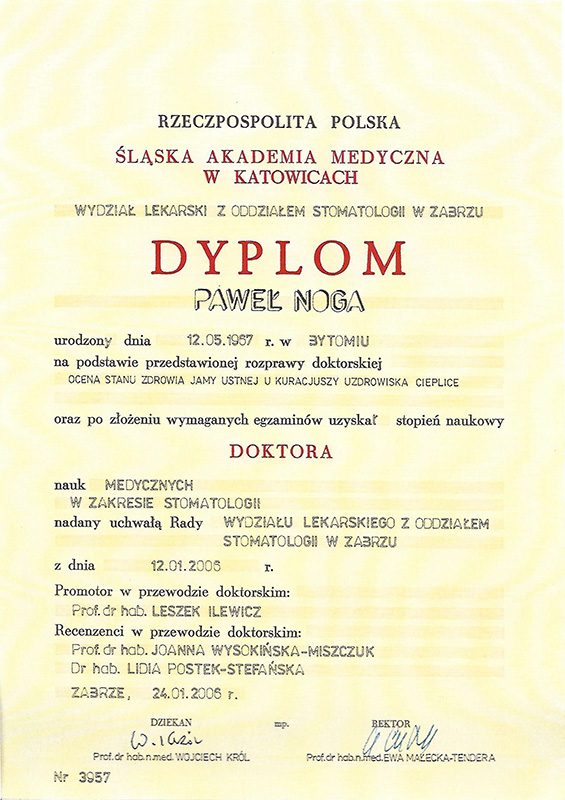 RZECZPOSPOLITA POLSKA
ŚLĄSKA AKADEMIA MEDYCZNA
W KATOWICACH
WYDZIAŁ LEKARSKI Z ODDZIAŁEM STOMATOLOGII W ZABRZU
DYPLOM
PAWEŁ NOGA
urodzony dnia 12.05.1967 r. w BYTOMIU
na podstawie przedstawionej rozprawy doktorskiej
OCENA STANU ZDROWIA JAMY USTNEJ U KURACJUSZY UZDROWISKA CIEPLICE
oraz po złożeniu wymaganych egzaminów uzyskał stopień naukowy
DOKTORA
nauk MEDYCZNYCH
W ZAKRESIE STOMATOLOGII
nadany uchwałą Rady WYDZIAŁU LEKARSKIEGO Z ODDZIAŁEM
STOMATOLOGII W ZABRZU
z dnia 12.01.2006 r.
Promotor w przewodzie doktorskim:
Prof. dr hab. LESZEK ILEWICZ
Recenzenci w przewodzie doktorskim:
Prof. dr hab. JOANNA WYSOKIŃSKA-MISZCZUK
Dr hab. LIDIA POSTEK-STEFAŃSKA
ZABRZE, 24.01.2006 r.
DZIEKAN mp. REKTOR
Prof. dr hab.n.med. WOJCIECH KRÓL Prof. dr hab.n.med. EWA MAŁECKA-TENDERA
Nr 3957